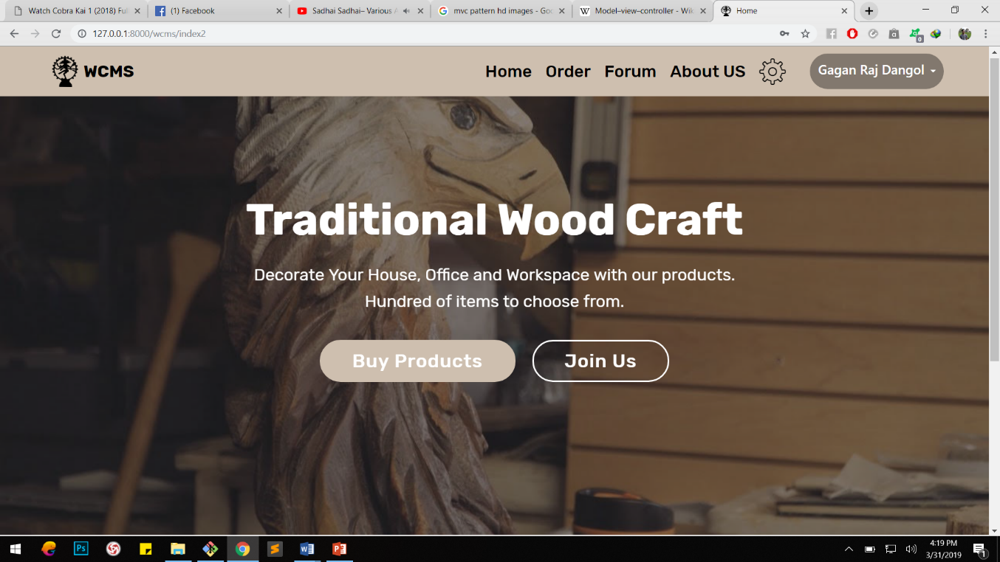 Watch Cobra Kai 1 (2018) Ful
(1) Facebook
Sadhai Sadhai– Various A
mvc pattern hd images - Goo
Model–view–controller - Wik
Home
127.0.0.1:8000/wcms/index2
0
WCMS
Home Order Forum About US
Gagan Raj Dangol
Traditional Wood Craft
Decorate Your House, Office and Workspace with our products.
Hundred of items to choose from.
Buy Products
Join Us
4:19 PM
3/31/2019
1